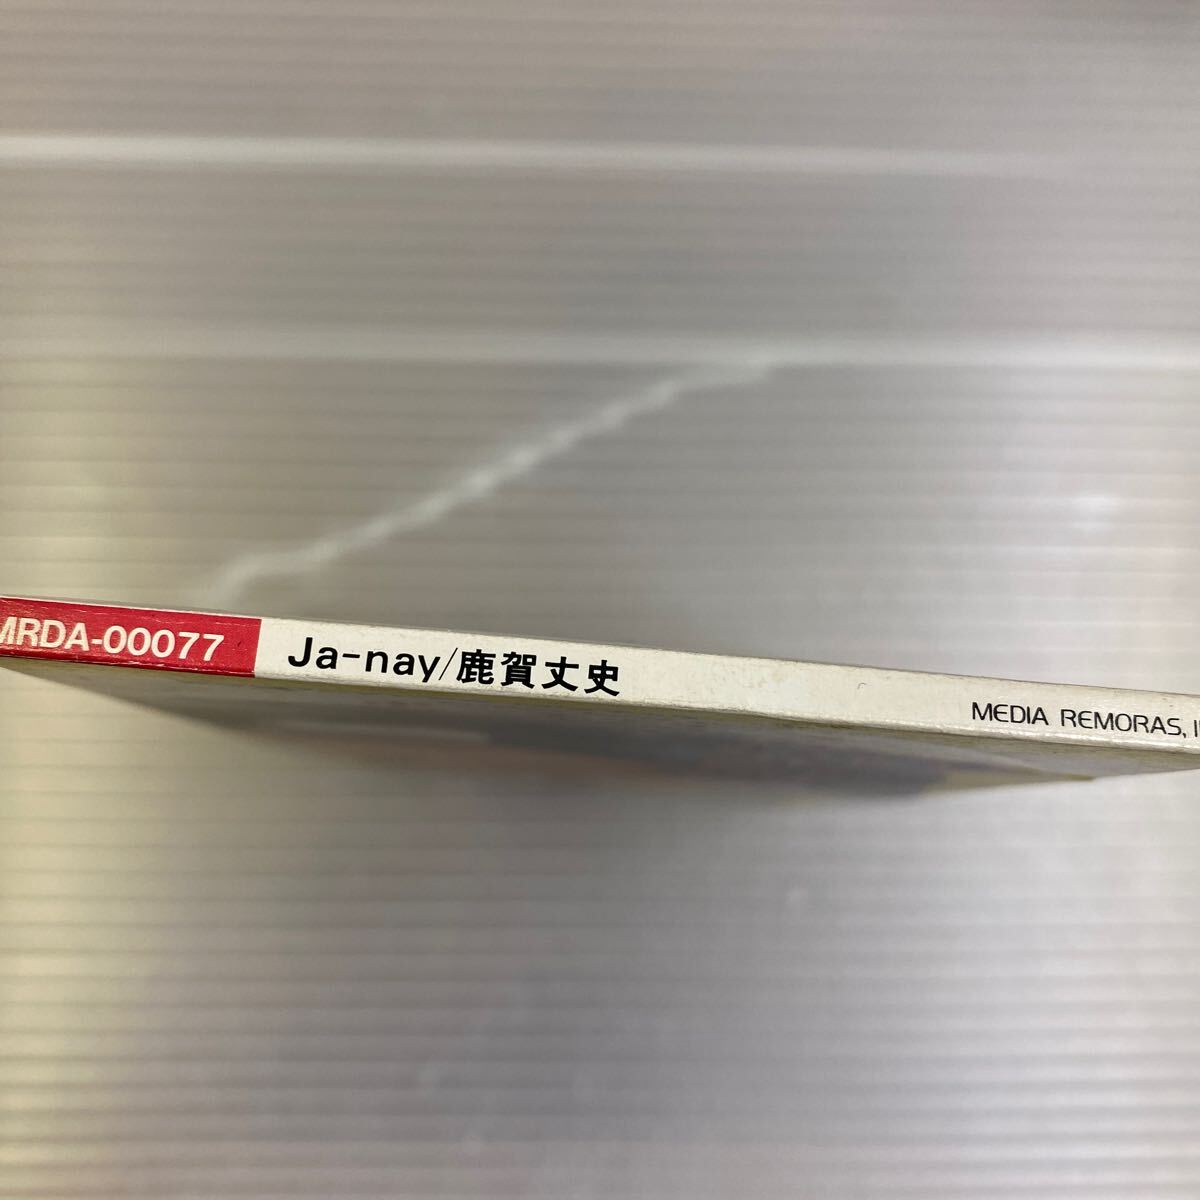 MRDA-00077
Ja-nay/鹿賀丈史
MEDIA REMORAS,